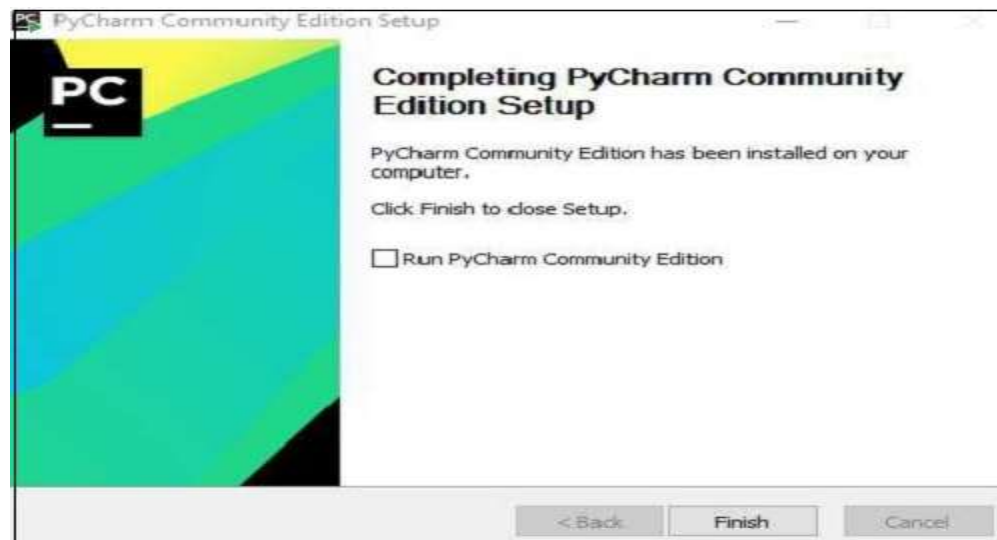 PyCharm Community Edition Setup
PC
Completing PyCharm Community
Edition Setup
PyCharm Community Edition has been installed on your
computer.
Click Finish to close Setup.
Run PyCharm Community Edition
< Back
Finish
Cancel